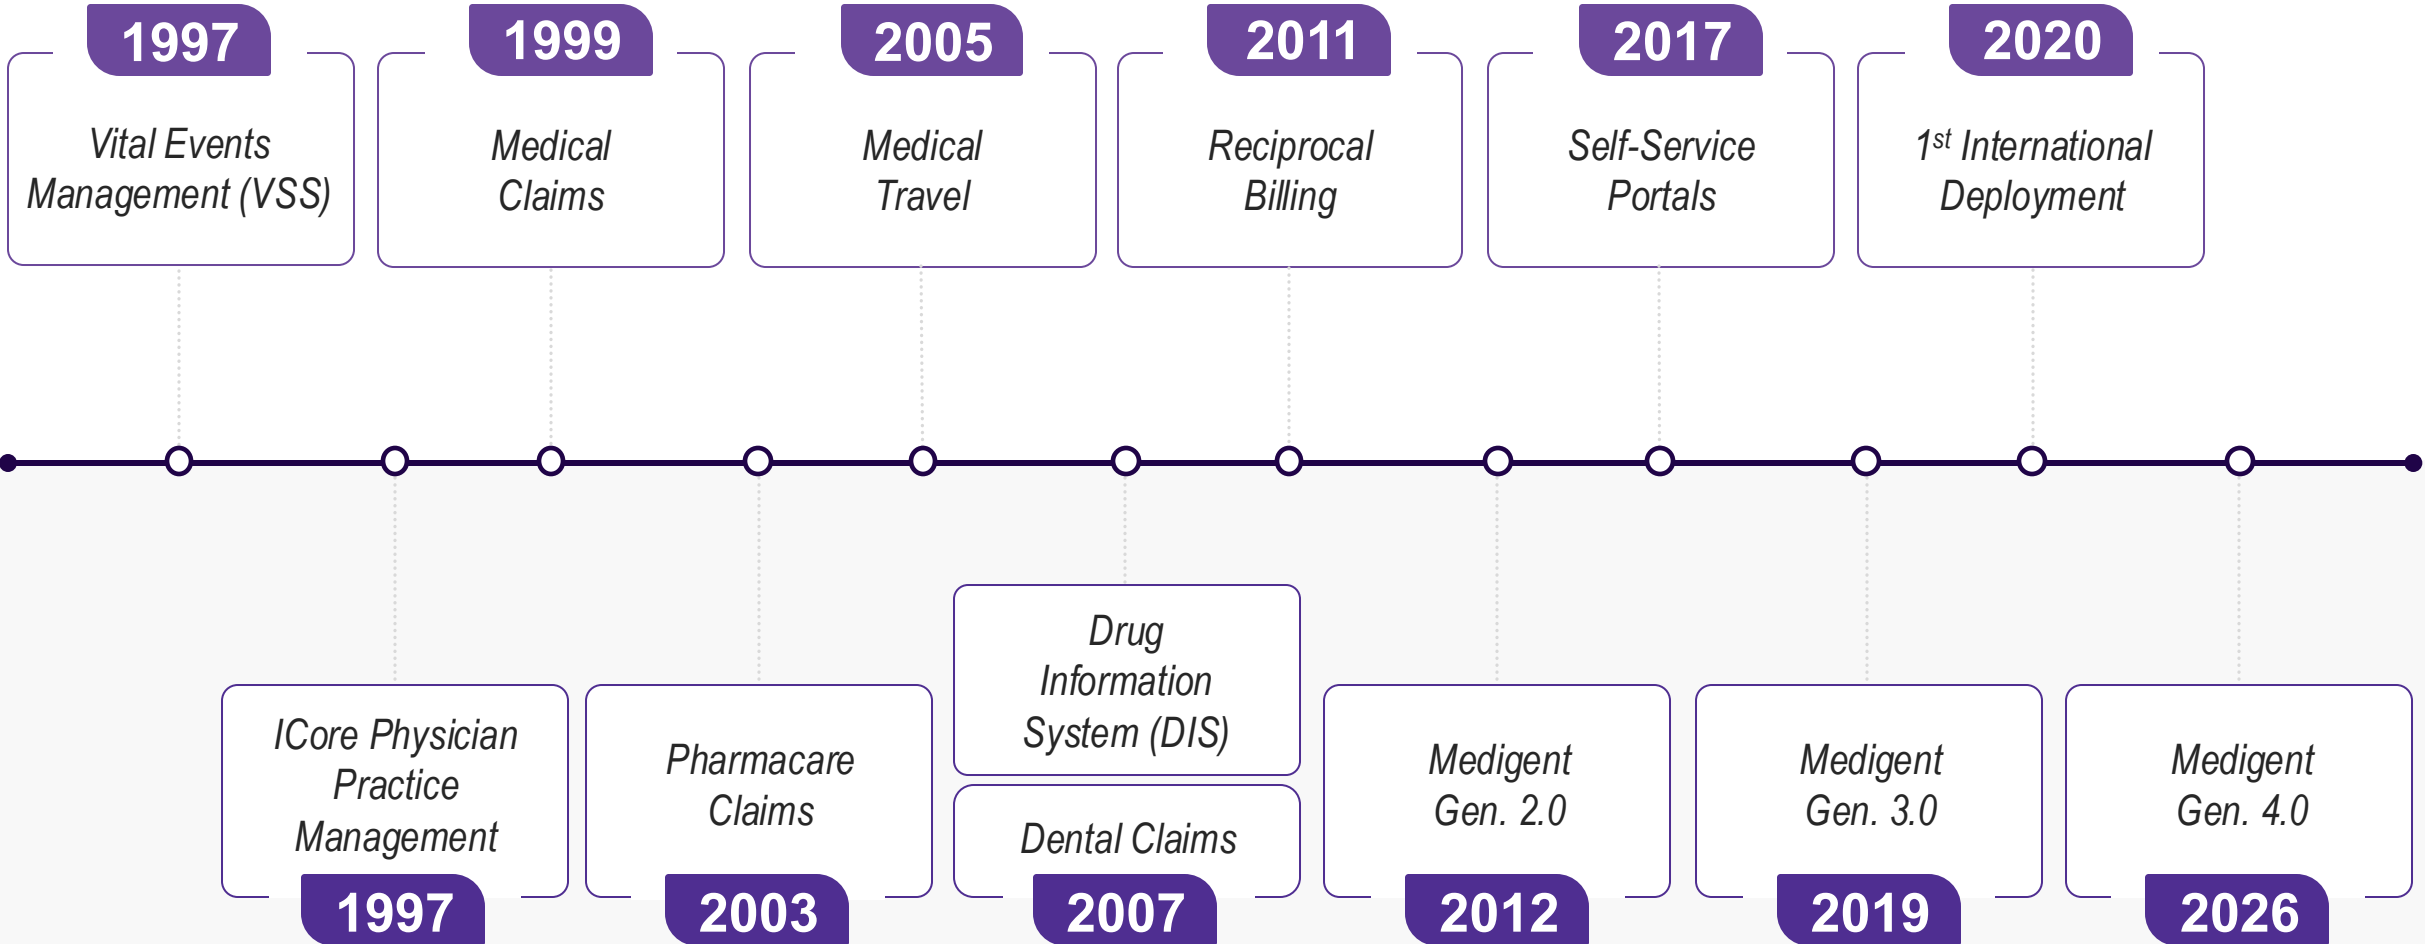 1997
Vital Events
Management (VSS)
1999
Medical
Claims
2005
Medical
Travel
2011
Reciprocal
Billing
2017
Self-Service
Portals
2020
1st International
Deployment
ICore Physician
Practice
Management
1997
Pharmacare
Claims
2003
Drug
Information
System (DIS)
Dental Claims
2007
Medigent
Gen. 2.0
2012
Medigent
Gen. 3.0
2019
Medigent
Gen. 4.0
2026